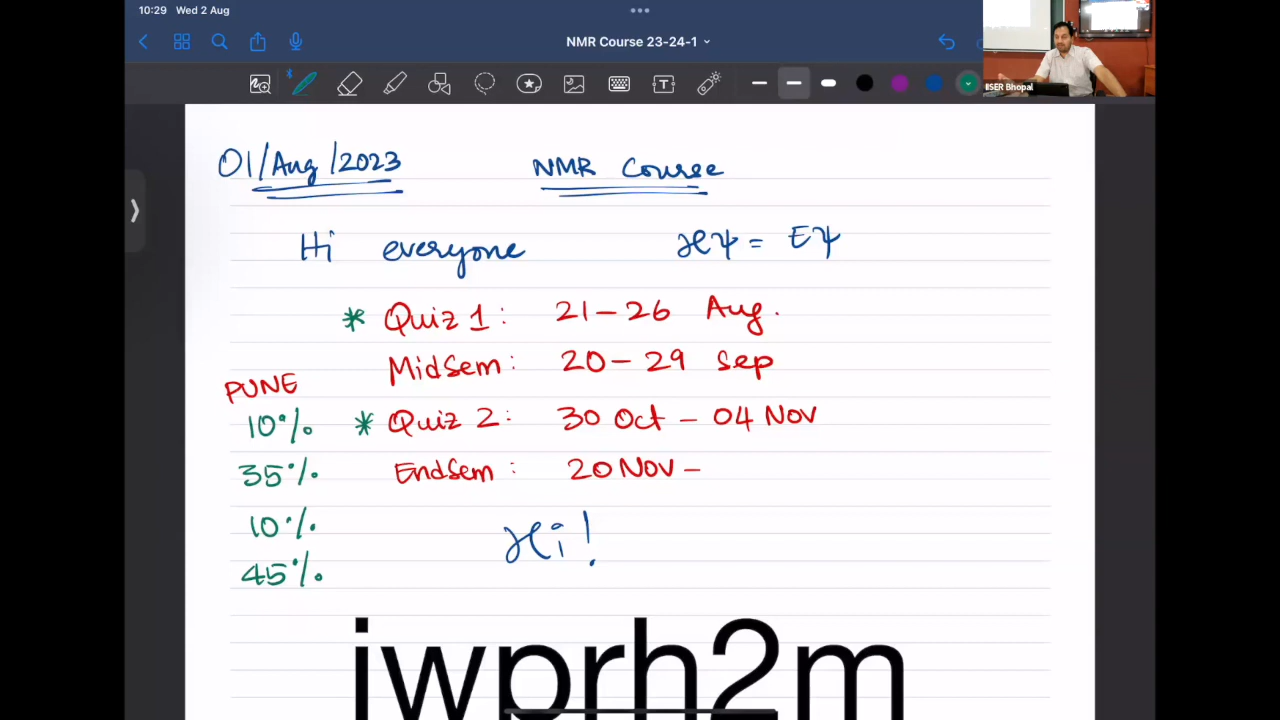 10:29 Wed 2 Aug
NMR Course 23-24-1
IISER Bhopal
01/Aug/2023 NMR Course
Hi everyone ℋψ = Eψ
* Quiz 1: 21-26 Aug.
MidSem: 20-29 Sep
PUNE
10% * Quiz 2: 30 Oct - 04 Nov
35% EndSem: 20 Nov -
10% ℋi!
45%
iwprh2m